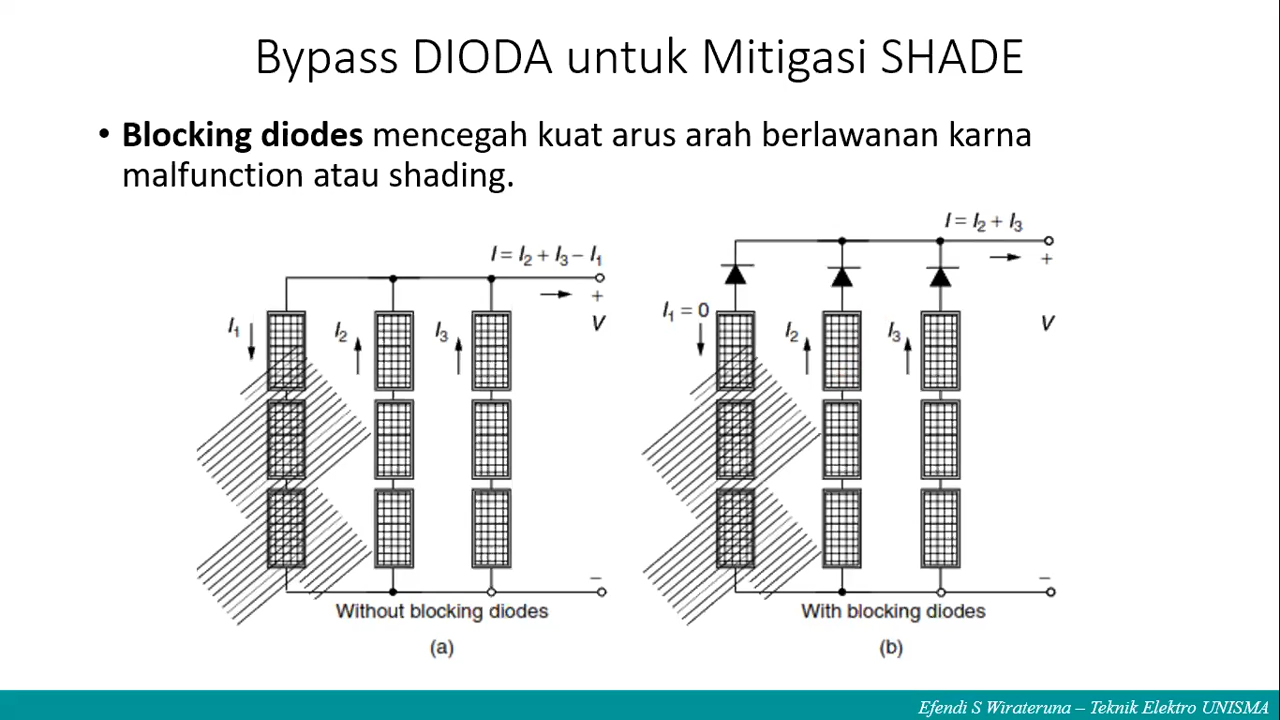 Bypass DIODA untuk Mitigasi SHADE
• Blocking diodes mencegah kuat arus arah berlawanan karna
malfunction atau shading.
I = I2 + I3 – I1
+
V
I1
I2
I3
–
Without blocking diodes
(a)
I = I2 + I3
+
V
I1 = 0
I2
I3
–
With blocking diodes
(b)
Efendi S Wirateruna – Teknik Elektro UNISMA